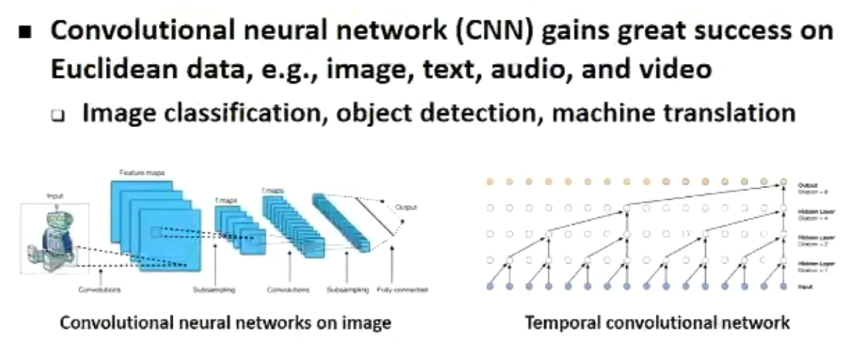 Convolutional neural network (CNN) gains great success on
Euclidean data, e.g., image, text, audio, and video
Image classification, object detection, machine translation
Feature maps
Input
f.maps
f.maps
Output
Convolutions
Subsampling
Convolutions
Subsampling
Fully connected
Output
Dilation = 8
Hidden Layer
Dilation = 4
Hidden Layer
Dilation = 2
Hidden Layer
Dilation = 1
Input
Convolutional neural networks on image
Temporal convolutional network